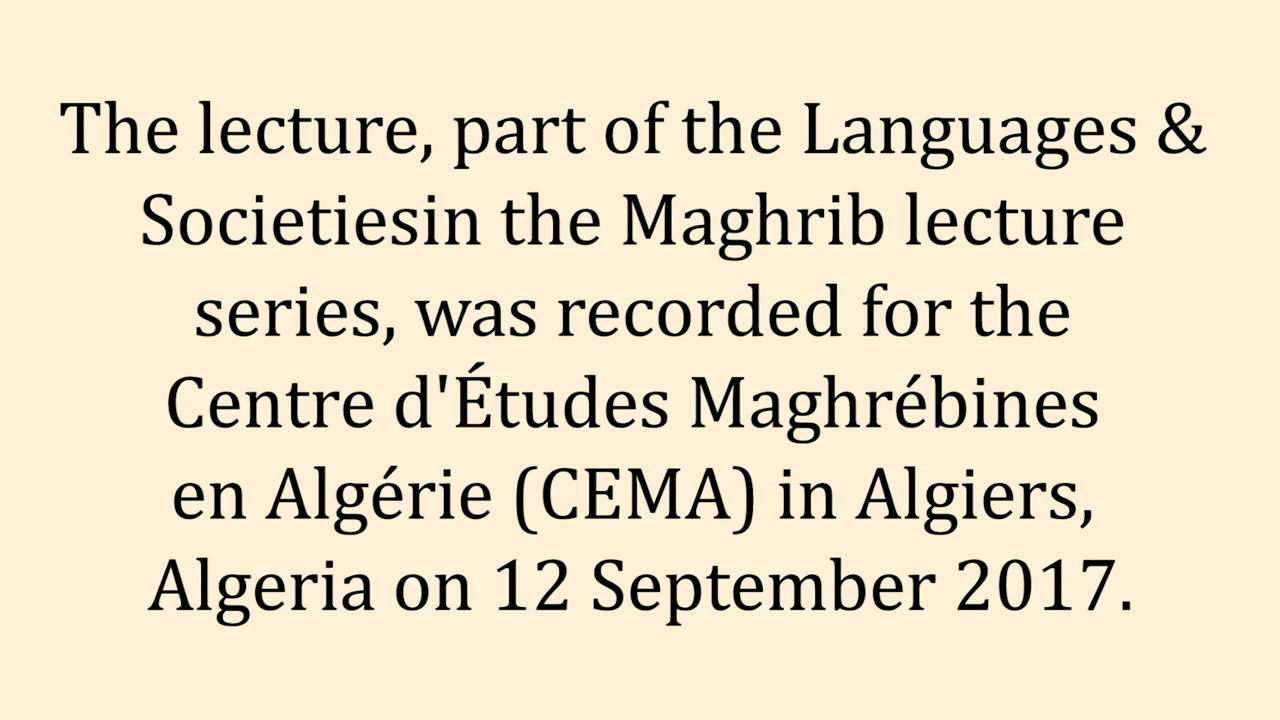 The lecture, part of the Languages &
Societiesin the Maghrib lecture
series, was recorded for the
Centre d'Études Maghrébines
en Algérie (CEMA) in Algiers,
Algeria on 12 September 2017.